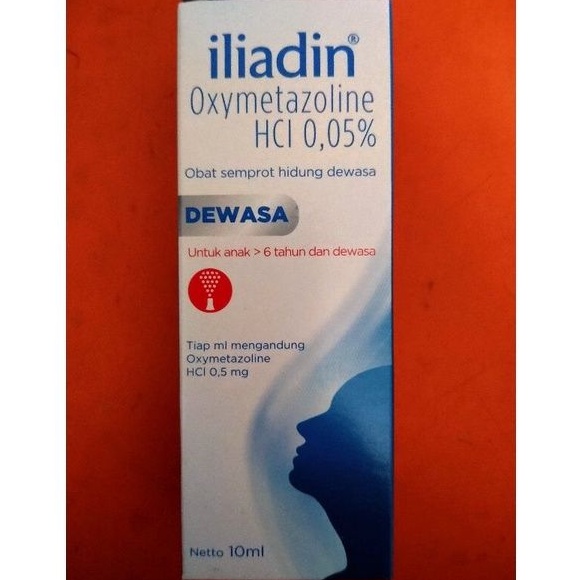 iliadin®
Oxymetazoline
HCl 0,05%
Obat semprot hidung dewasa
DEWASA
Untuk anak > 6 tahun dan dewasa
Tiap ml mengandung
Oxymetazoline
HCl 0,5 mg
Netto 10ml